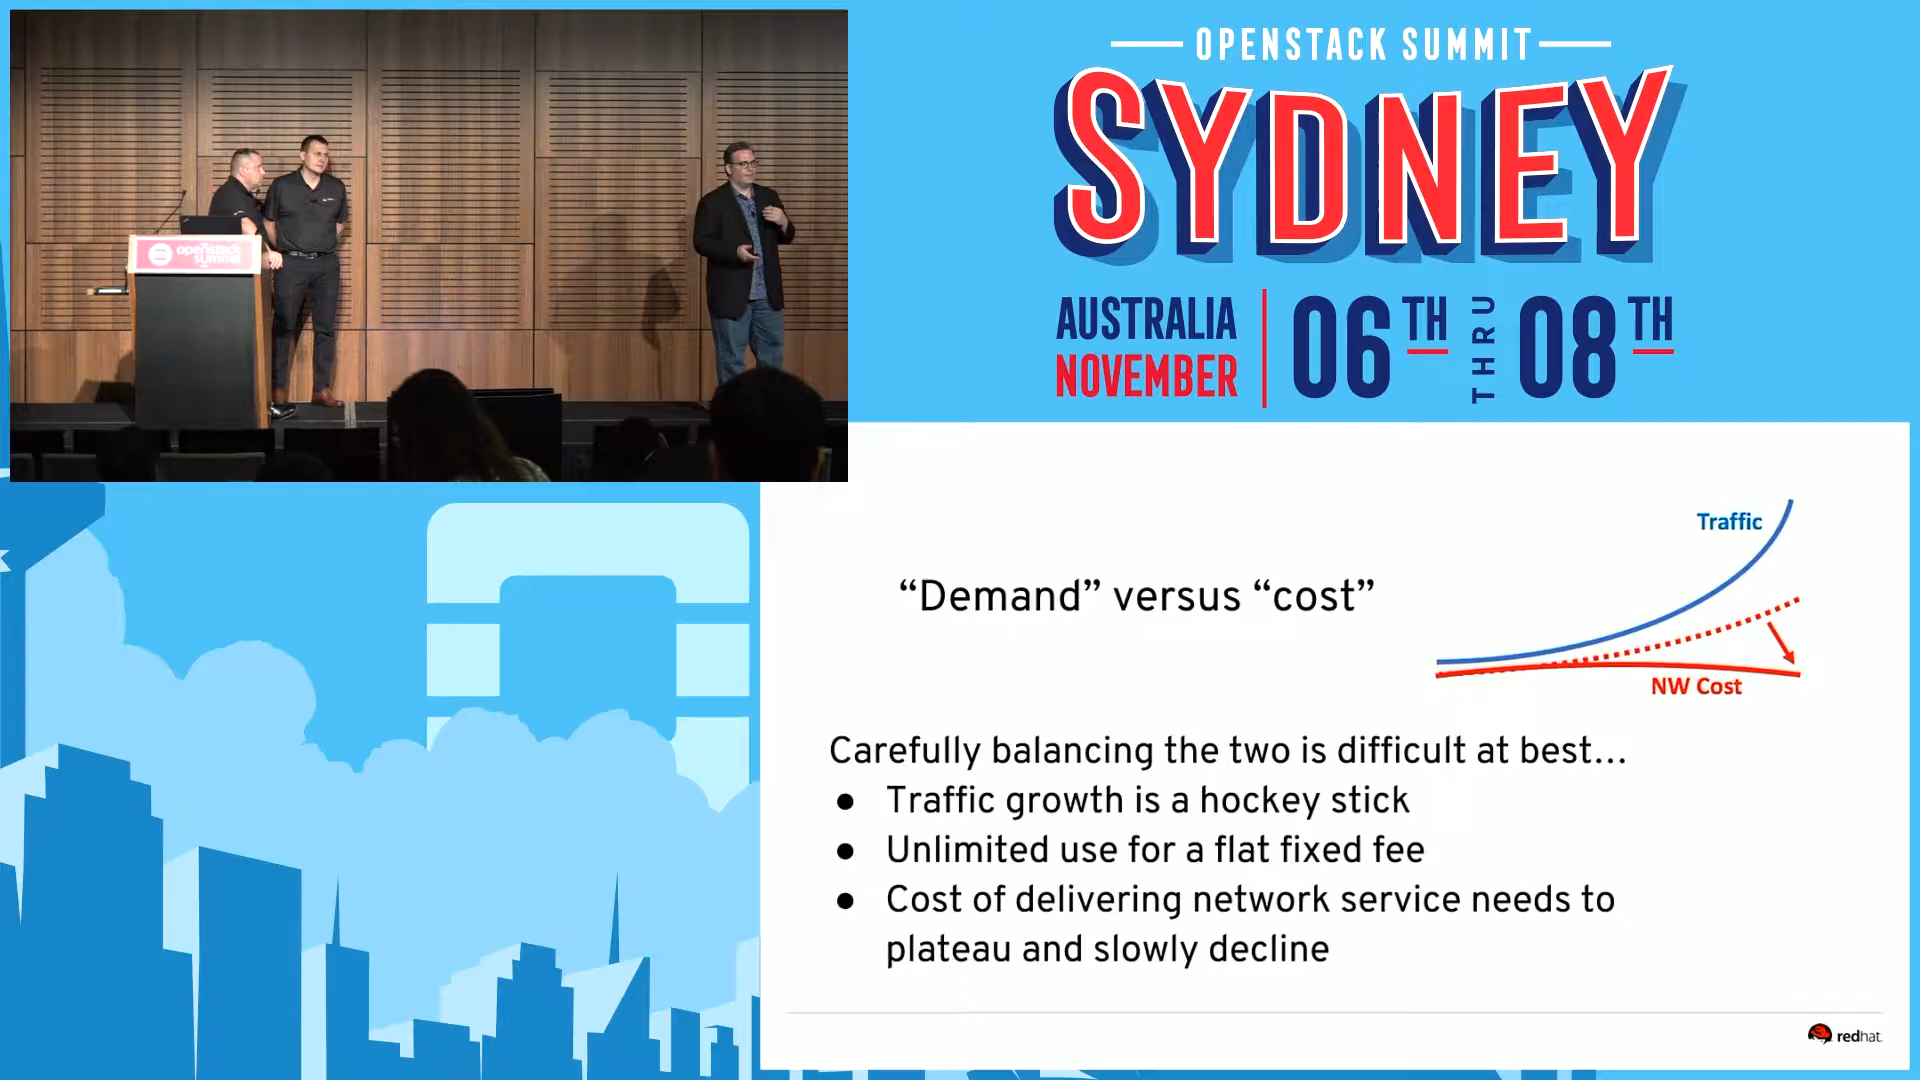 OPENSTACK SUMMIT
SYDNEY
AUSTRALIA
NOVEMBER
06TH THRU 08TH
openstack
summit
Traffic
“Demand” versus “cost”
NW Cost
Carefully balancing the two is difficult at best...
● Traffic growth is a hockey stick
● Unlimited use for a flat fixed fee
● Cost of delivering network service needs to
plateau and slowly decline
redhat.